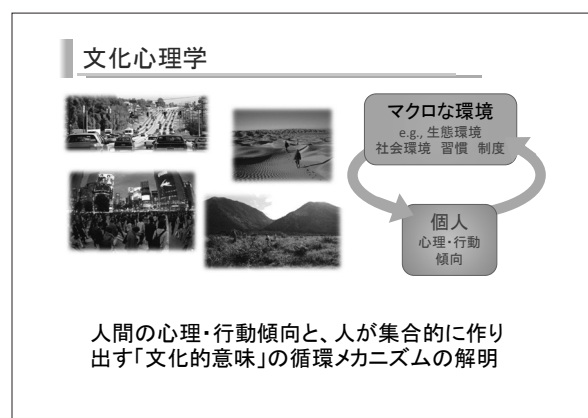 文化心理学
マクロな環境
e.g., 生態環境
社会環境 習慣 制度
個人
心理・行動
傾向
人間の心理・行動傾向と、人が集合的に作り
出す「文化的意味」の循環メカニズムの解明